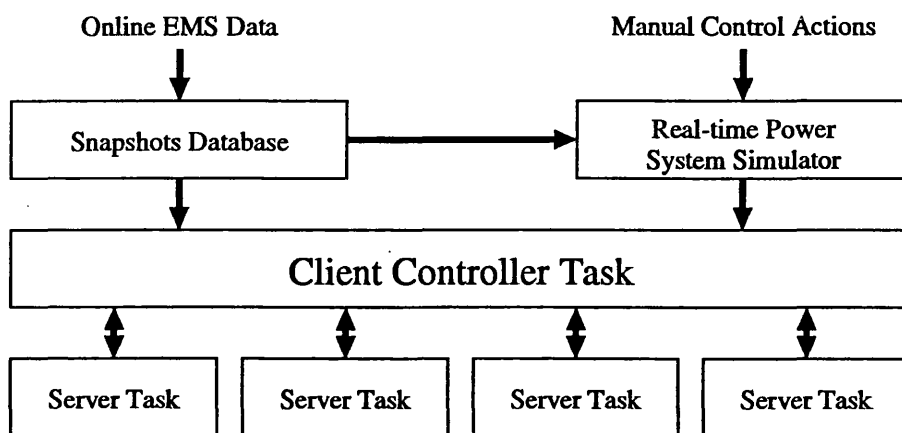 Online EMS Data
Manual Control Actions
Snapshots Database
Real-time Power
System Simulator
Client Controller Task
Server Task
Server Task
Server Task
Server Task